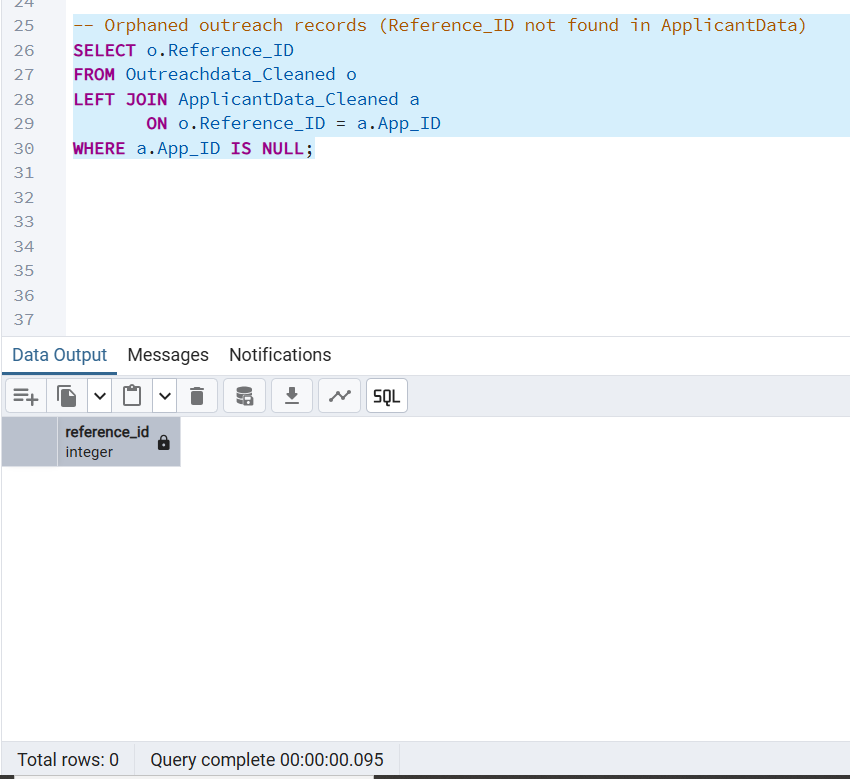 24
25 -- Orphaned outreach records (Reference_ID not found in ApplicantData)
26 SELECT o.Reference_ID
27 FROM Outreachdata_Cleaned o
28 LEFT JOIN ApplicantData_Cleaned a
29 ON o.Reference_ID = a.App_ID
30 WHERE a.App_ID IS NULL;
31
32
33
34
35
36
37
Data Output Messages Notifications
SQL
reference_id
integer
Total rows: 0 Query complete 00:00:00.095